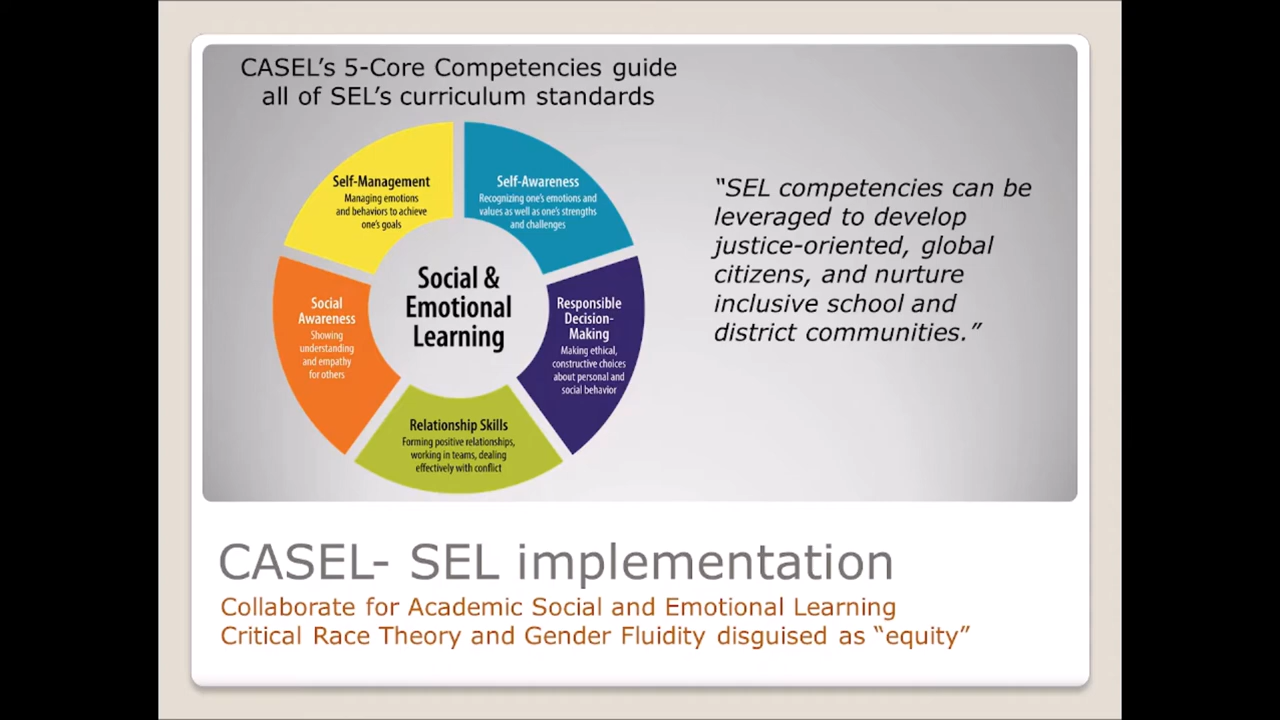 CASEL’s 5-Core Competencies guide
all of SEL’s curriculum standards
Self-Management
Managing emotions
and behaviors to achieve
one’s goals
Self-Awareness
Recognizing one’s emotions and
values as well as one’s strengths
and challenges
Social
Awareness
Showing
understanding
and empathy
for others
Social &
Emotional
Learning
Responsible
Decision-
Making
Making ethical,
constructive choices
about personal and
social behavior
Relationship Skills
Forming positive relationships,
working in teams, dealing
effectively with conflict
“SEL competencies can be
leveraged to develop
justice-oriented, global
citizens, and nurture
inclusive school and
district communities.”
CASEL- SEL implementation
Collaborate for Academic Social and Emotional Learning
Critical Race Theory and Gender Fluidity disguised as “equity”